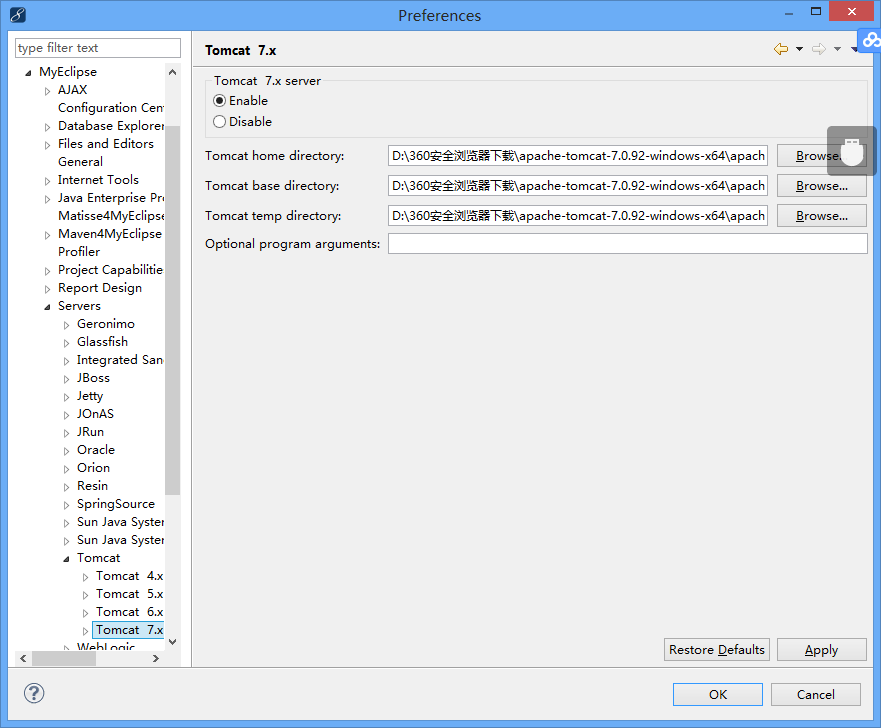 Preferences
type filter text
MyEclipse
AJAX
Configuration Cen
Database Explorer
Files and Editors
General
Internet Tools
Java Enterprise Pr
Matisse4MyEclipse
Maven4MyEclipse
Profiler
Project Capabilitie
Report Design
Servers
Geronimo
Glassfish
Integrated San
JBoss
Jetty
JOnAS
JRun
Oracle
Orion
Resin
SpringSource
Sun Java System
Sun Java System
Tomcat
Tomcat 4.x
Tomcat 5.x
Tomcat 6.x
Tomcat 7.x
WebLogic
Tomcat 7.x
Tomcat 7.x server
Enable
Disable
Tomcat home directory: D:\360安全浏览器下载\apache-tomcat-7.0.92-windows-x64\apach Browse...
Tomcat base directory: D:\360安全浏览器下载\apache-tomcat-7.0.92-windows-x64\apach Browse...
Tomcat temp directory: D:\360安全浏览器下载\apache-tomcat-7.0.92-windows-x64\apach Browse...
Optional program arguments:
Restore Defaults Apply
OK Cancel